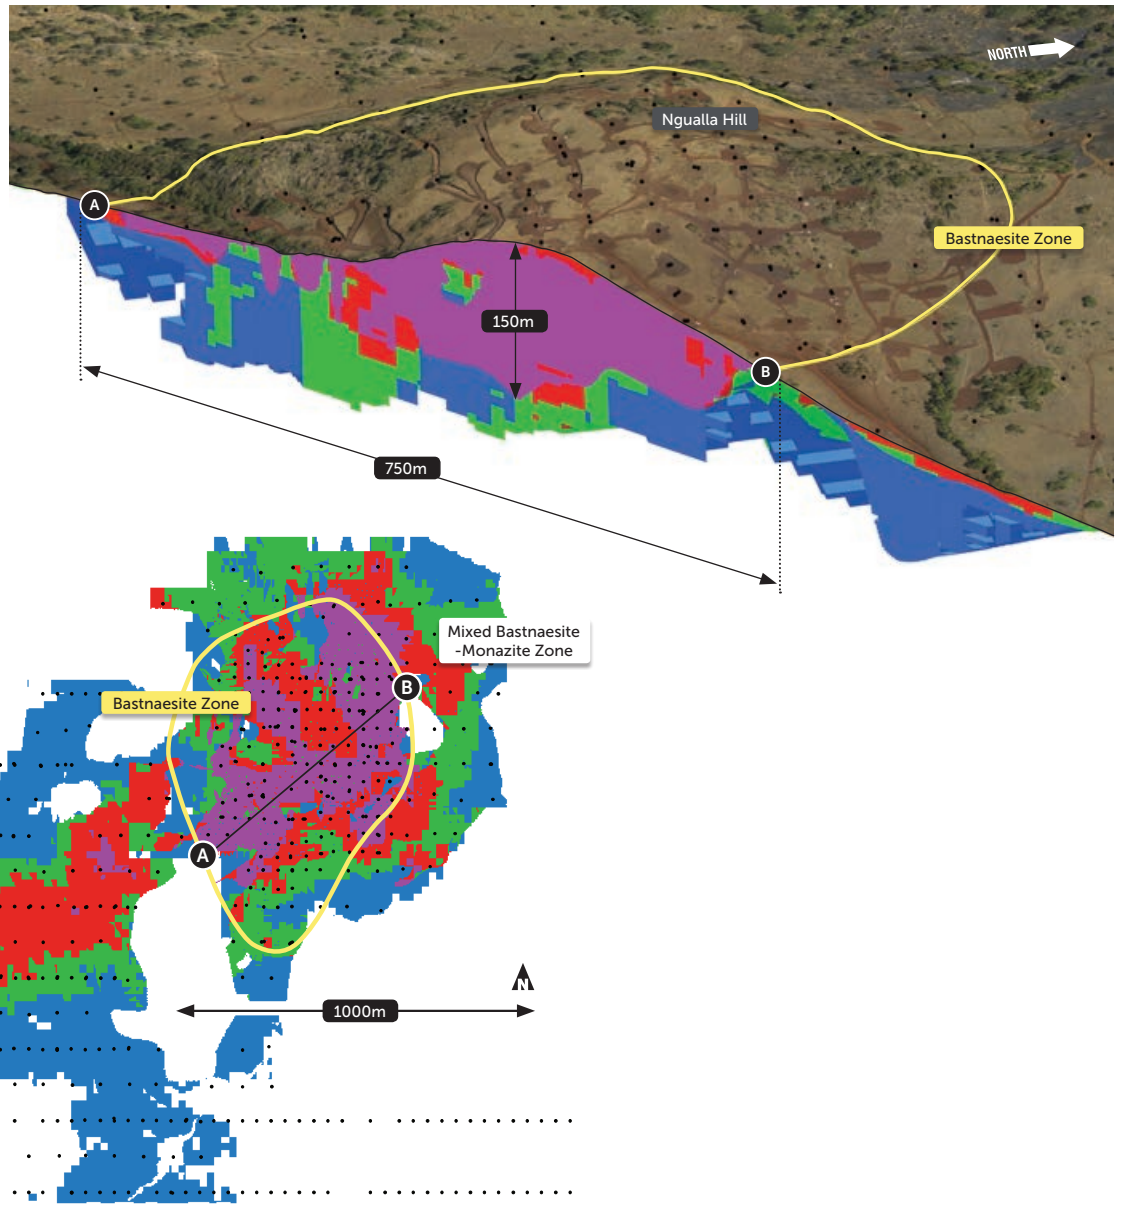 NORTH
Ngualla Hill
A
Bastnaesite Zone
150m
B
750m
Mixed Bastnaesite
-Monazite Zone
B
Bastnaesite Zone
A
N
1000m